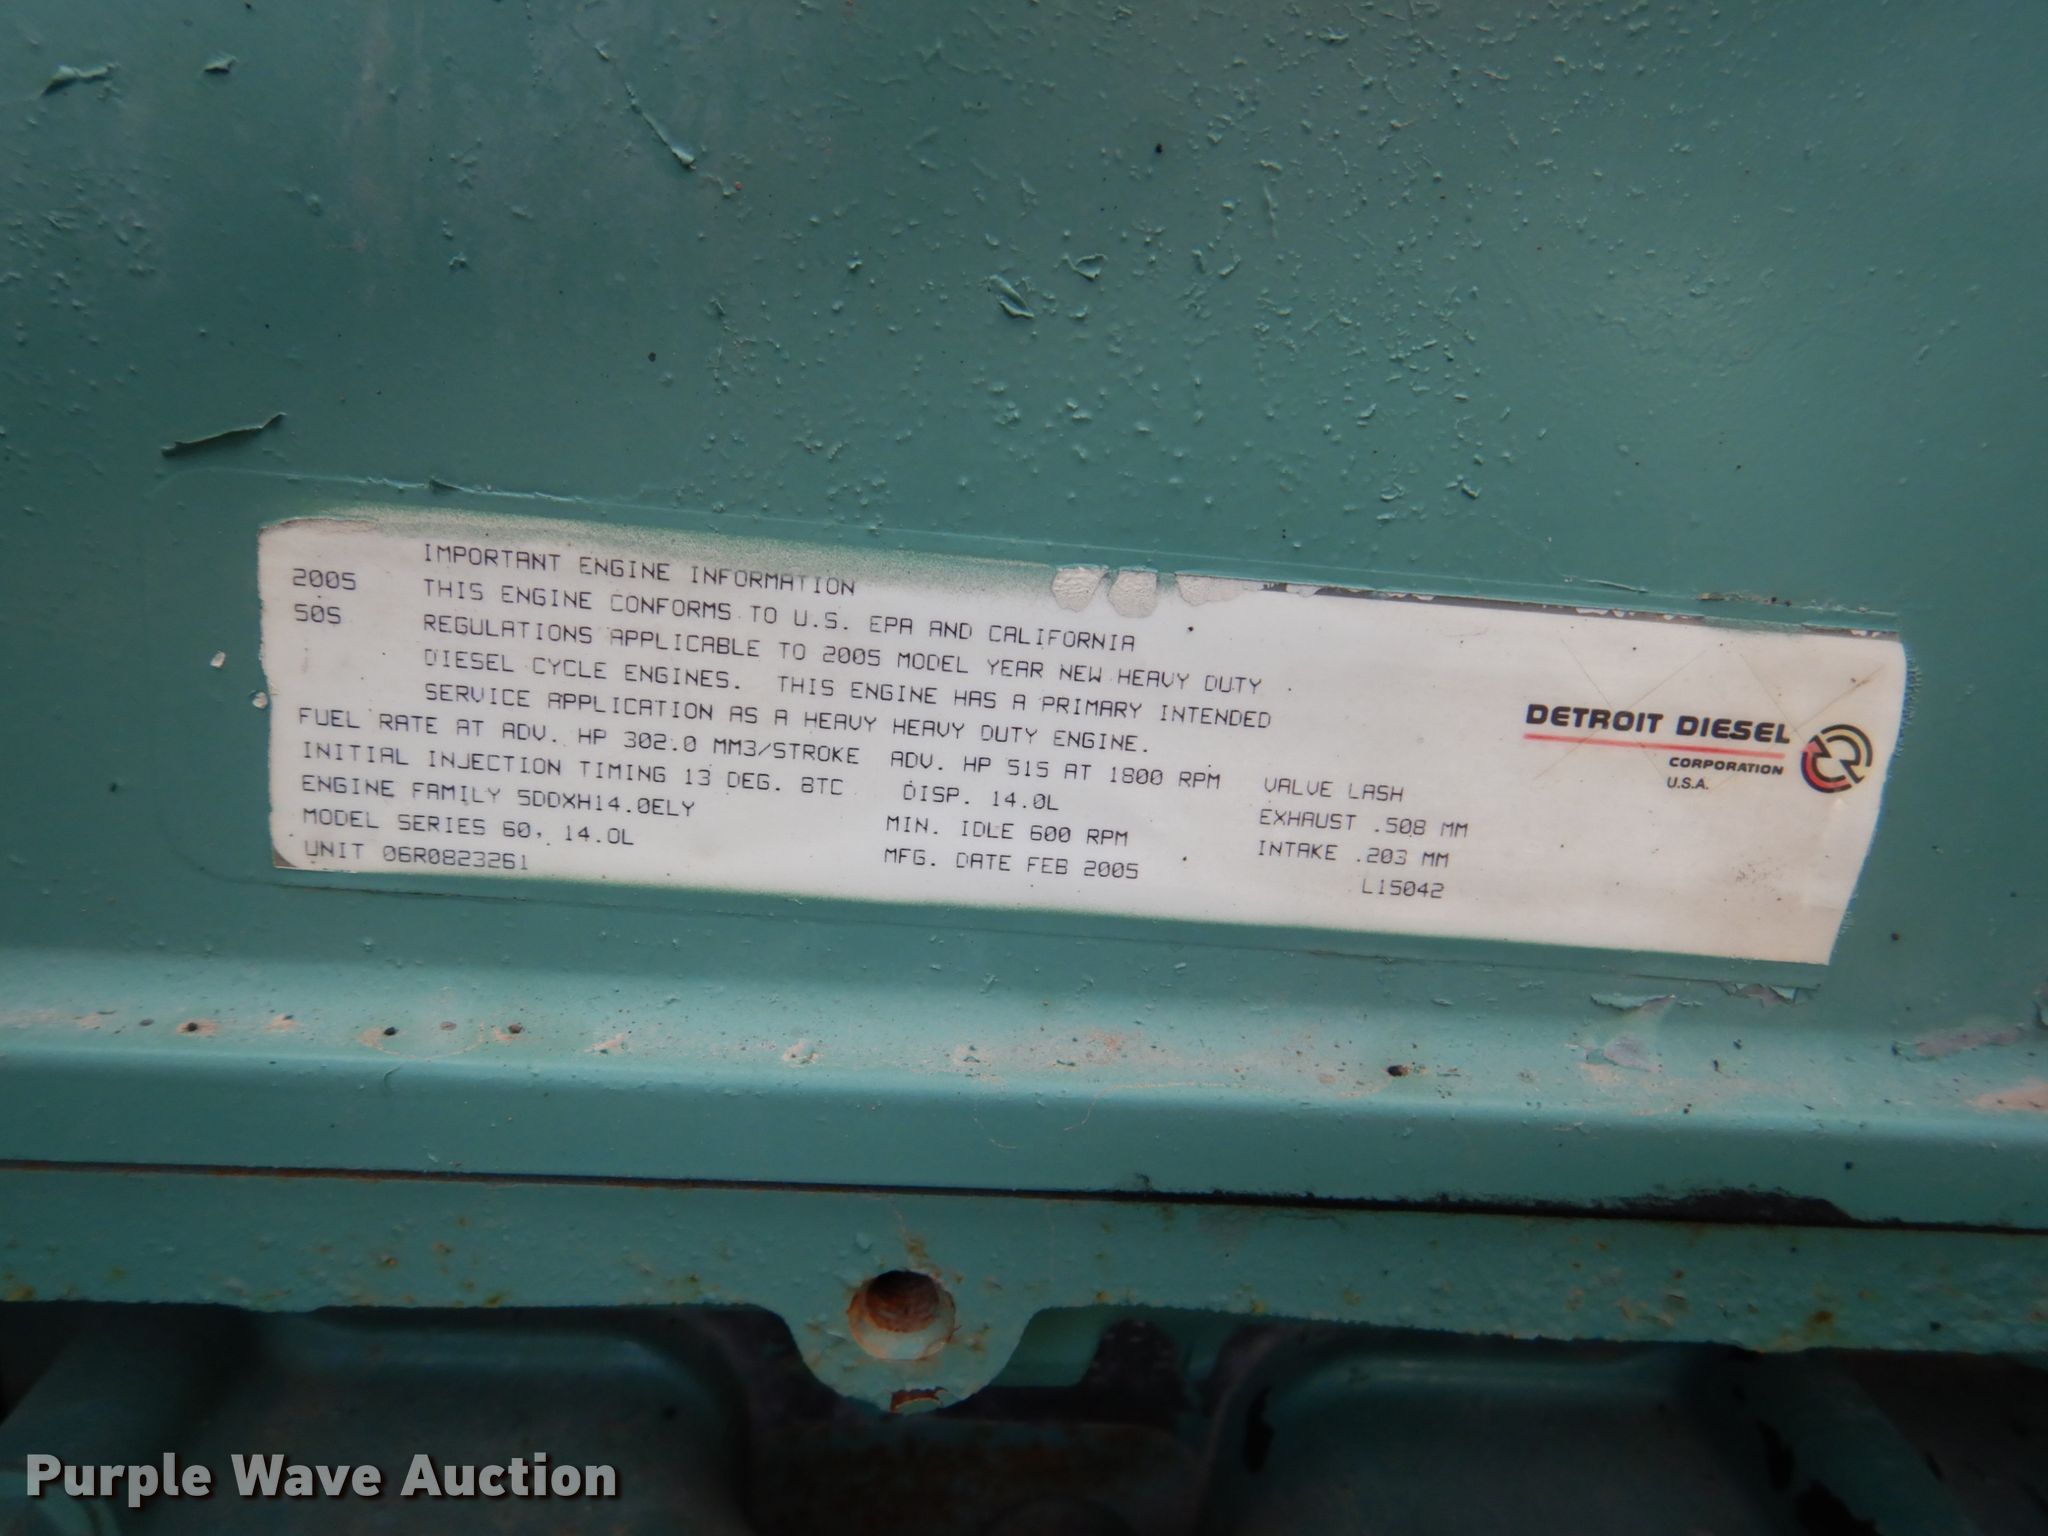 IMPORTANT ENGINE INFORMATION
2005 THIS ENGINE CONFORMS TO U.S. EPA AND CALIFORNIA
505 REGULATIONS APPLICABLE TO 2005 MODEL YEAR NEW HEAVY DUTY
DIESEL CYCLE ENGINES. THIS ENGINE HAS A PRIMARY INTENDED
SERVICE APPLICATION AS A HEAVY HEAVY DUTY ENGINE.
FUEL RATE AT ADV. HP 302.0 MM3/STROKE ADV. HP 515 AT 1800 RPM VALVE LASH
INITIAL INJECTION TIMING 13 DEG. BTC DISP. 14.0L EXHAUST .508 MM
ENGINE FAMILY 5DDXH14.0ELY MIN. IDLE 600 RPM INTAKE .203 MM
MODEL SERIES 60, 14.0L MFG. DATE FEB 2005 L15042
UNIT 06R0823261
DETROIT DIESEL
CORPORATION
U.S.A.
Purple Wave Auction